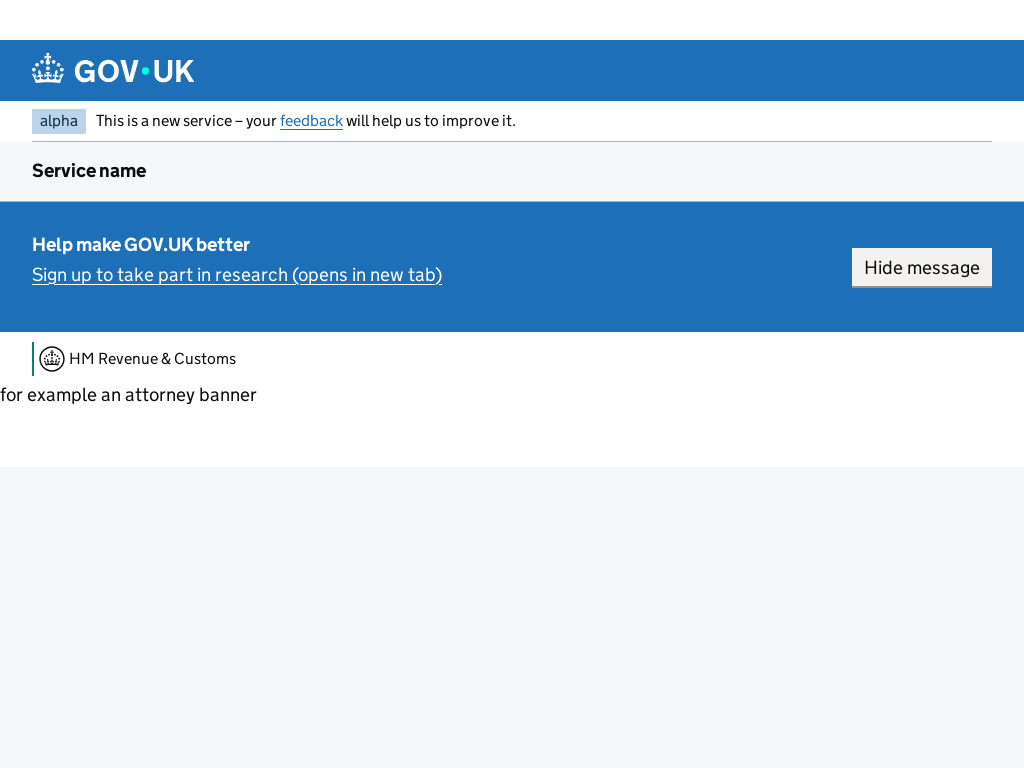 GOV·UK
alpha This is a new service – your feedback will help us to improve it.
Service name
Help make GOV.UK better
Sign up to take part in research (opens in new tab)
Hide message
HM Revenue & Customs
for example an attorney banner